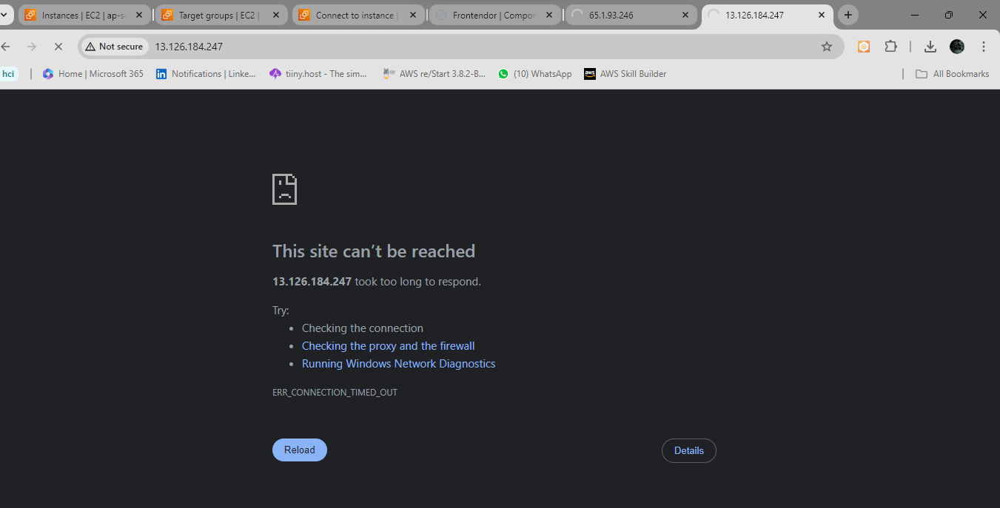 Instances | EC2 | ap-s
Target groups | EC2 |
Connect to instance |
Frontendor | Compor
65.1.93.246
13.126.184.247
Not secure
13.126.184.247
hci
Home | Microsoft 365
Notifications | Linke...
tiiny.host - The sim...
AWS re/Start 3.8.2-B...
(10) WhatsApp
aws
AWS Skill Builder
All Bookmarks
This site can't be reached
13.126.184.247 took too long to respond.
Try:
• Checking the connection
• Checking the proxy and the firewall
• Running Windows Network Diagnostics
ERR_CONNECTION_TIMED_OUT
Reload
Details